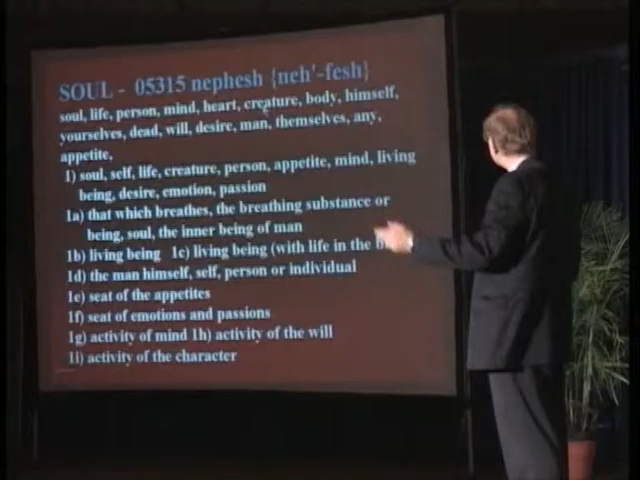 SOUL - 05315 nephesh {neh'-fesh}
soul, life, person, mind, heart, creature, body, himself,
yourselves, dead, will, desire, man, themselves, any,
appetite,
1) soul, self, life, creature, person, appetite, mind, living
being, desire, emotion, passion
1a) that which breathes, the breathing substance or
being, soul, the inner being of man
1b) living being 1c) living being (with life in the
1d) the man himself, self, person or individual
1e) seat of the appetites
1f) seat of emotions and passions
1g) activity of mind 1h) activity of the will
1i) activity of the character